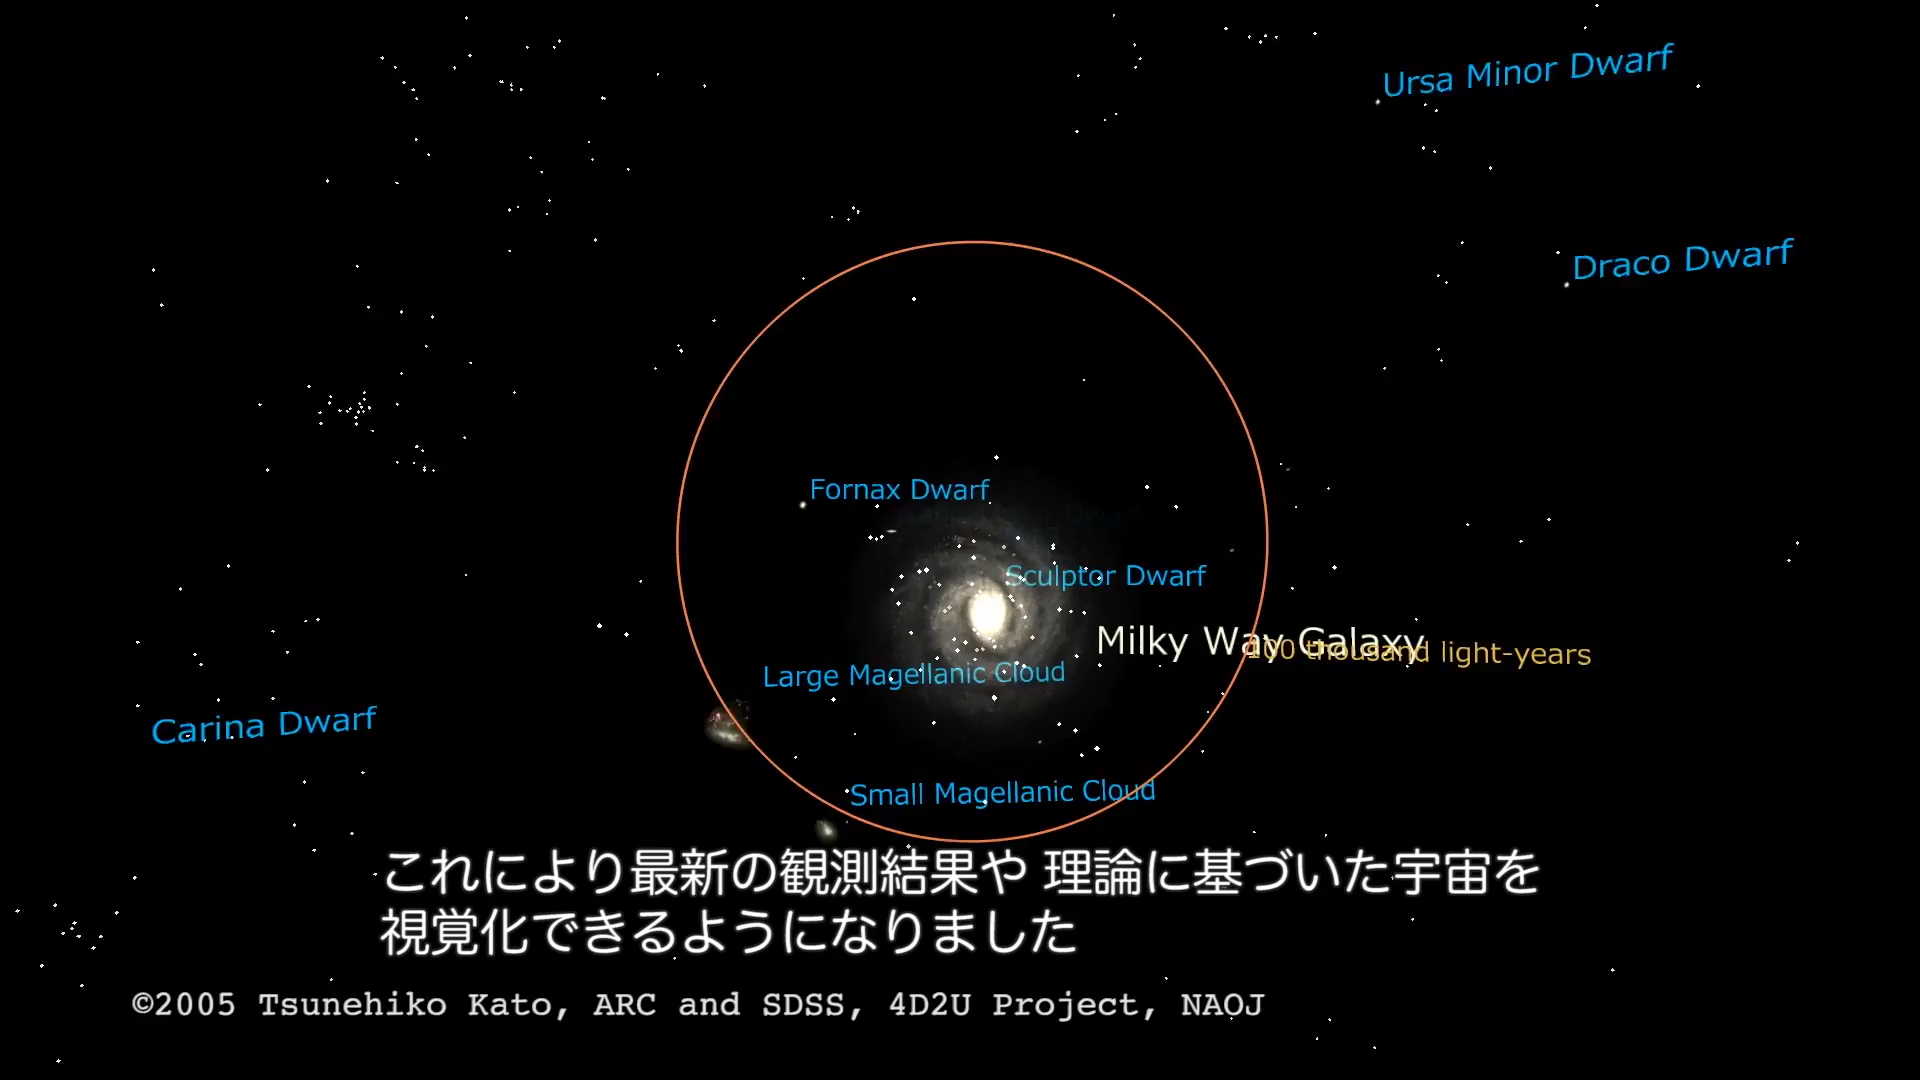 Ursa Minor Dwarf
Draco Dwarf
Fornax Dwarf
Sculptor Dwarf
Milky Way Galaxy
100 thousand light-years
Large Magellanic Cloud
Carina Dwarf
Small Magellanic Cloud
これにより最新の観測結果や 理論に基づいた宇宙を
視覚化できるようになりました
©2005 Tsunehiko Kato, ARC and SDSS, 4D2U Project, NAOJ